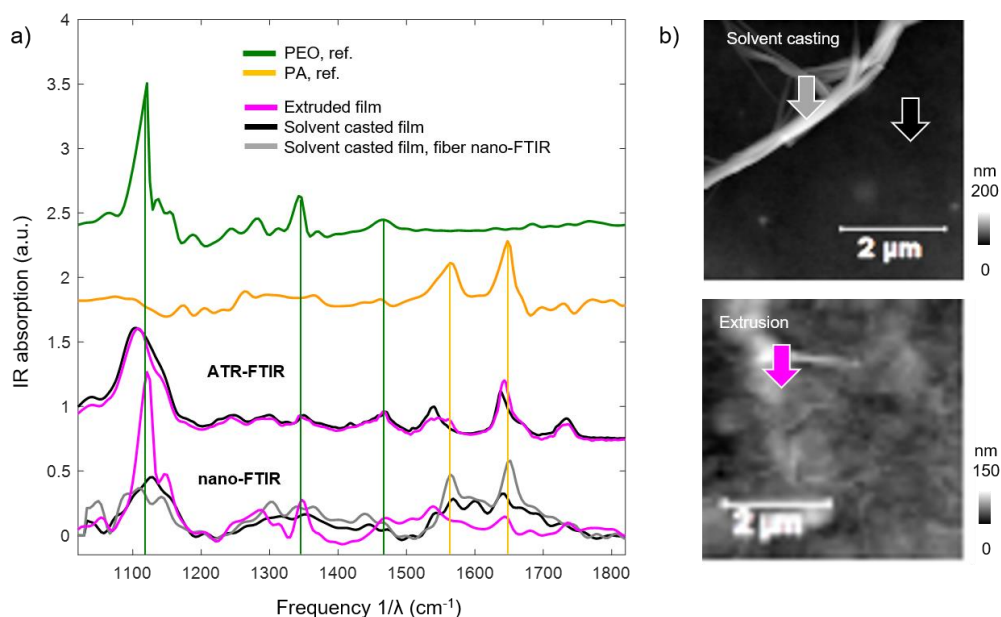 a)
IR absorption (a.u.)
4
3.5
3
2.5
2
1.5
1
0.5
0
PEO, ref.
PA, ref.
Extruded film
Solvent casted film
Solvent casted film, fiber nano-FTIR
ATR-FTIR
nano-FTIR
1100 1200 1300 1400 1500 1600 1700 1800
Frequency 1/λ (cm⁻¹)
b)
Solvent casting
2 µm
nm
200
0
Extrusion
2 µm
nm
150
0